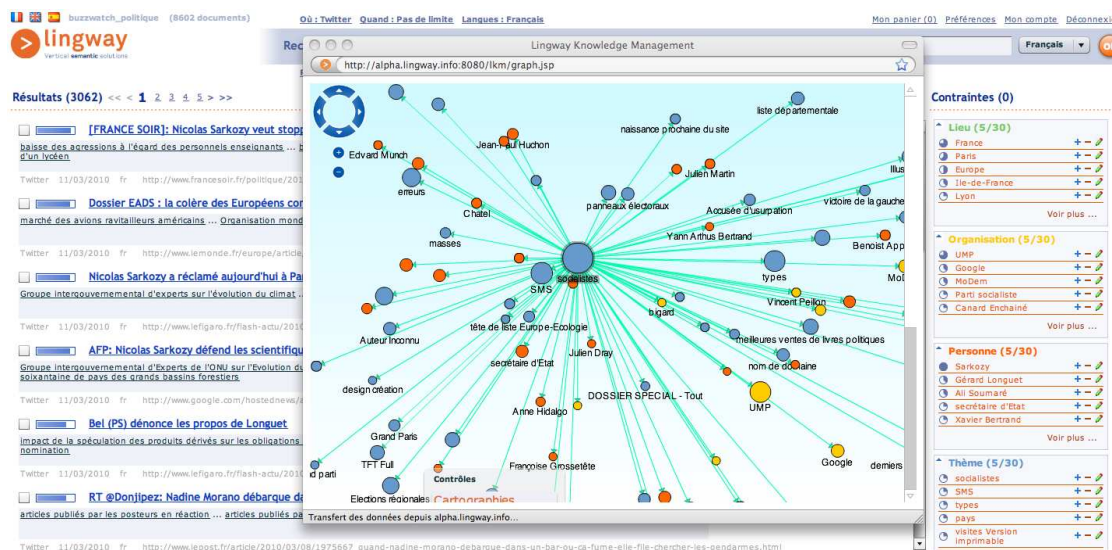 buzzwatch_politique (8602 documents)
Où : Twitter Quand : Pas de limite Langues : Français
Mon panier (0) Préférences Mon compte
lingway
Vertical semantic solutions
Lingway Knowledge Management
Français
http://alpha.lingway.info:8080/lkm/graph.jsp
Résultats (3062) << < 1 2 3 4 5 > >>
[FRANCE SOIR]: Nicolas Sarkozy veut
baisse des agressions à l'égard des personnels enseignants ...
d'un lycéen
Twitter 11/03/2010 fr http://www.francesoir.fr/politique/
Dossier EADS : la colère des Européens
marché des avions ravitailleurs américains ... Organisation
Twitter 11/03/2010 fr http://www.lemonde.fr/europe/article
Nicolas Sarkozy a réclamé aujourd'hui à
Groupe intergouvernemental d'experts sur l'évolution du climat
Twitter 11/03/2010 fr http://www.lefigaro.fr/flash-actu/
AFP: Nicolas Sarkozy défend les
Groupe intergouvernemental d'Experts de l'ONU sur l'Evolution du
soixantaine de pays des grands bassins forestiers
Twitter 11/03/2010 fr http://www.google.com/hostednews/
Bel (PS) dénonce les propos de Longuet
impact de la spéculation des produits dérivés sur les obligations
nomination
Twitter 11/03/2010 fr http://www.lefigaro.fr/flash-actu/
RT @Donjipez: Nadine Morano débarque
articles publiés par les posteurs en réaction ... articles publiés
Twitter 11/03/2010 fr http://www.lepost.fr/article/2010/03/08/1975667_quand-nadine-morano-debarque-dans-un-bar-ou-ca-fume-elle-file-chercher-les-gendarmes.html
liste départementale
naissance prochaine du site
Jean-Paul Huchon
Edvard Munch
Julien Martin
erreurs
panneaux électoraux
Accusée d'usurpation
victoire de la gauche
Chatel
Yann Arthus Bertrand
masses
Benoist
socialistes
SMS
types
Vincent Peillon
bigard
tête de liste Europe-Ecologie
Auteur Inconnu
meilleures ventes de livres politiques
Julien Dray
secrétaire d'Etat
nom de domaine
design création
DOSSIER SPECIAL - Tout
UMP
Anne Hidalgo
Grand Paris
TFT Full
Françoise Grossetête
Google
derniers
Elections régionales
Contrôles
Cartographies
Transfert des données depuis alpha.lingway.info...
Contraintes (0)
Lieu (5/30)
France
Paris
Europe
Ile-de-France
Lyon
Voir plus ...
Organisation (5/30)
UMP
Google
MoDem
Parti socialiste
Canard Enchainé
Voir plus ...
Personne (5/30)
Sarkozy
Gérard Longuet
Ali Soumaré
secrétaire d'Etat
Xavier Bertrand
Voir plus ...
Thème (5/30)
socialistes
SMS
types
pays
visites Version
imprimable